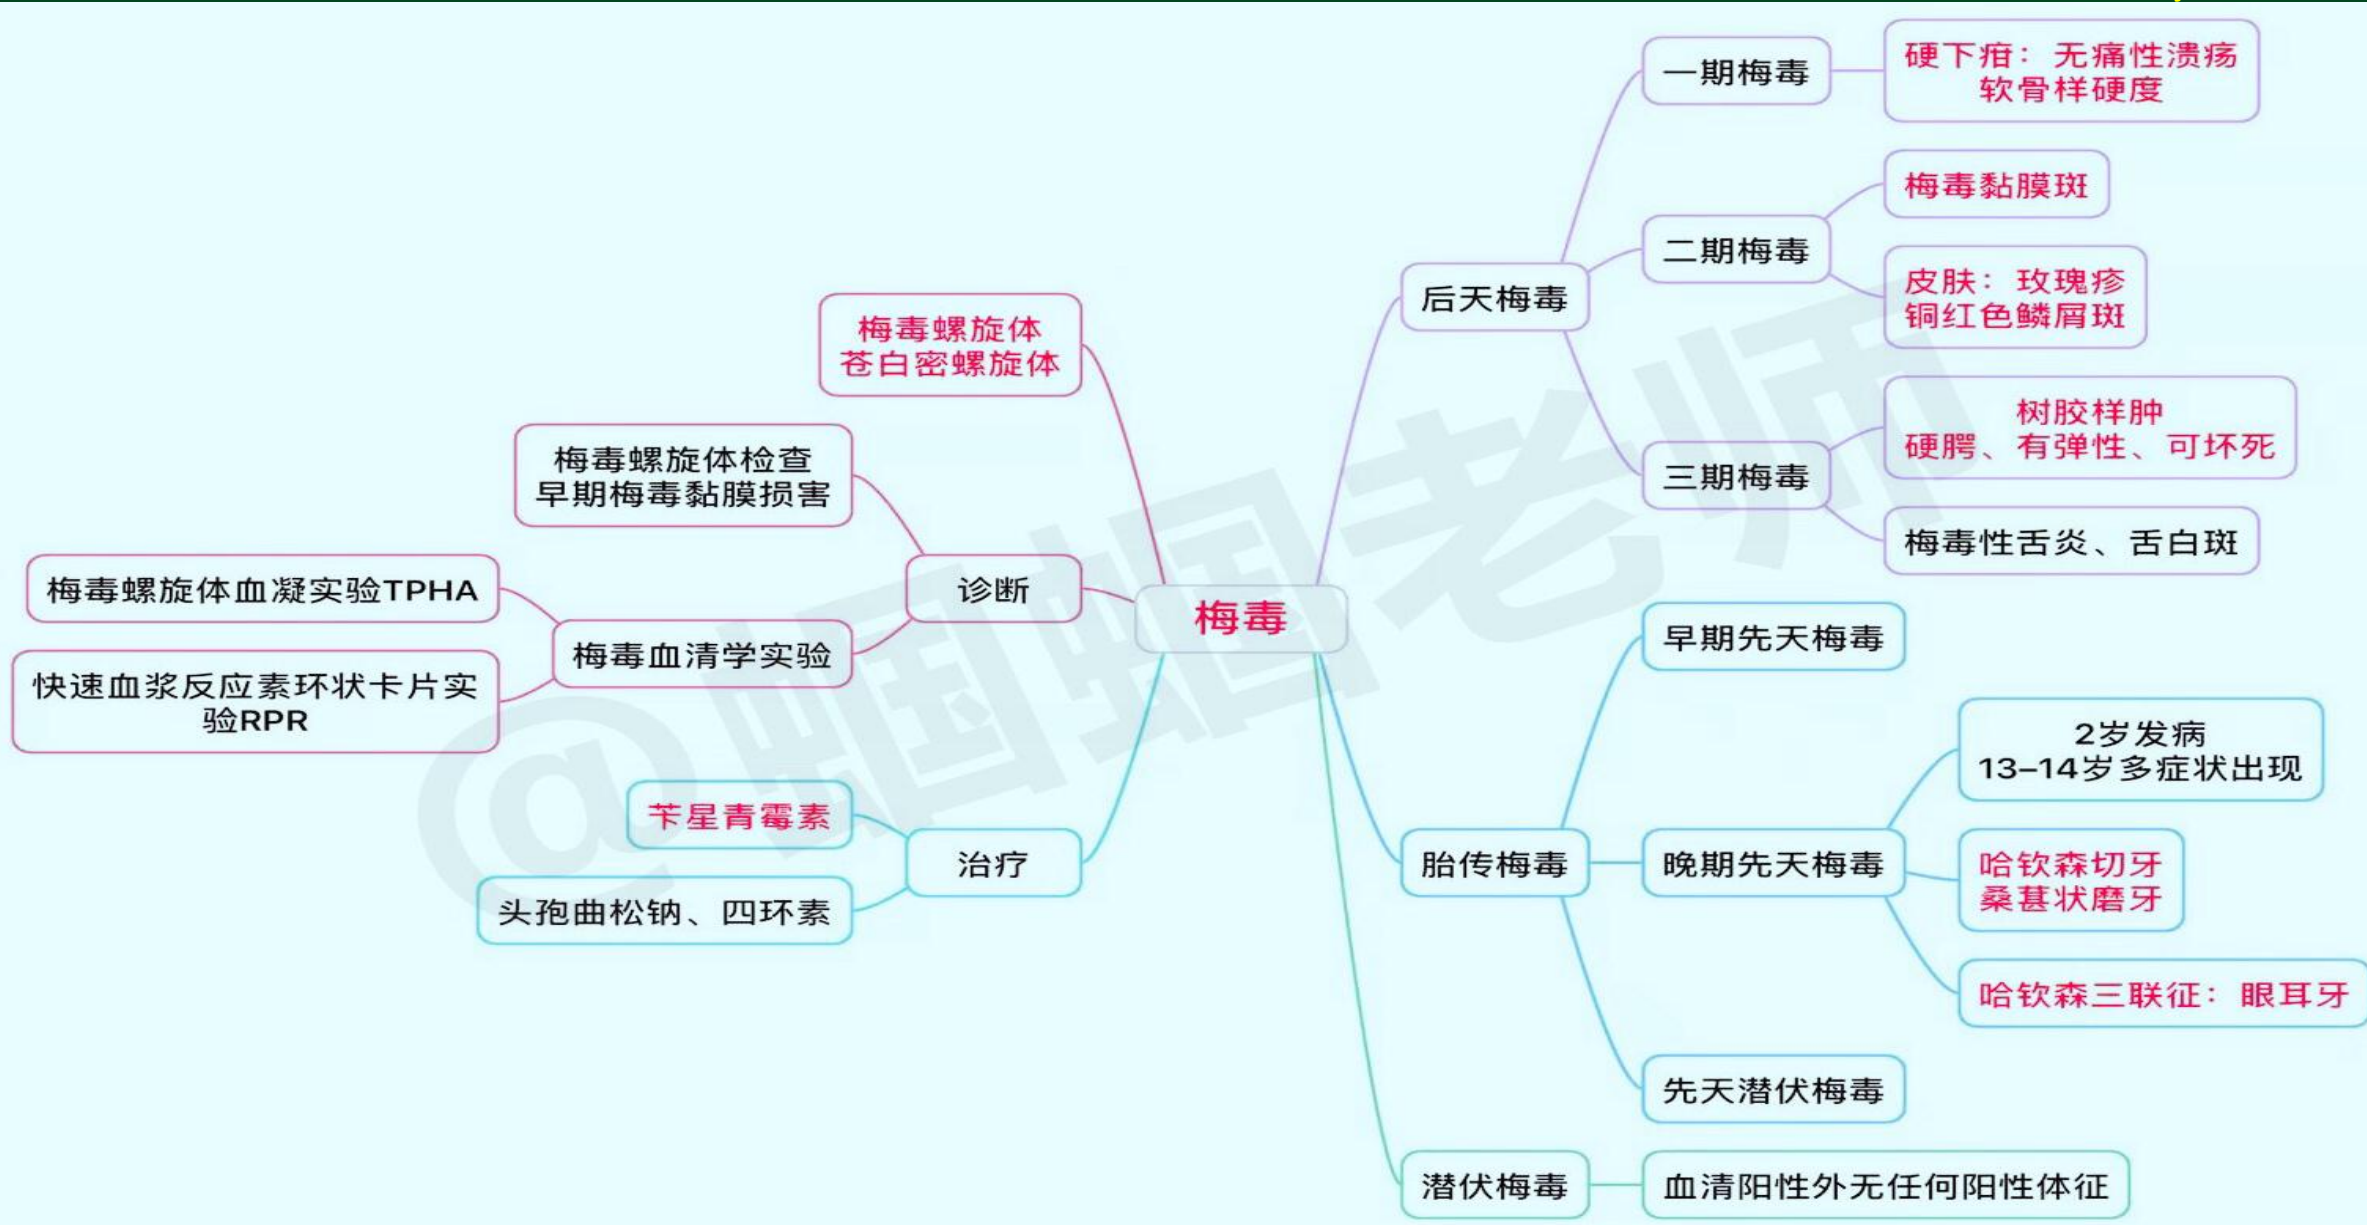 梅毒
梅毒螺旋体
苍白密螺旋体
诊断
梅毒螺旋体检查
早期梅毒黏膜损害
梅毒血清学实验
梅毒螺旋体血凝实验TPHA
快速血浆反应素环状卡片实
验RPR
治疗
苄星青霉素
头孢曲松钠、四环素
后天梅毒
一期梅毒
硬下疳：无痛性溃疡
软骨样硬度
二期梅毒
梅毒黏膜斑
皮肤：玫瑰疹
铜红色鳞屑斑
三期梅毒
树胶样肿
硬腭、有弹性、可坏死
梅毒性舌炎、舌白斑
胎传梅毒
早期先天梅毒
晚期先天梅毒
2岁发病
13–14岁多症状出现
哈钦森切牙
桑葚状磨牙
哈钦森三联征：眼耳牙
先天潜伏梅毒
潜伏梅毒
血清阳性外无任何阳性体征
@蝈蝈老师